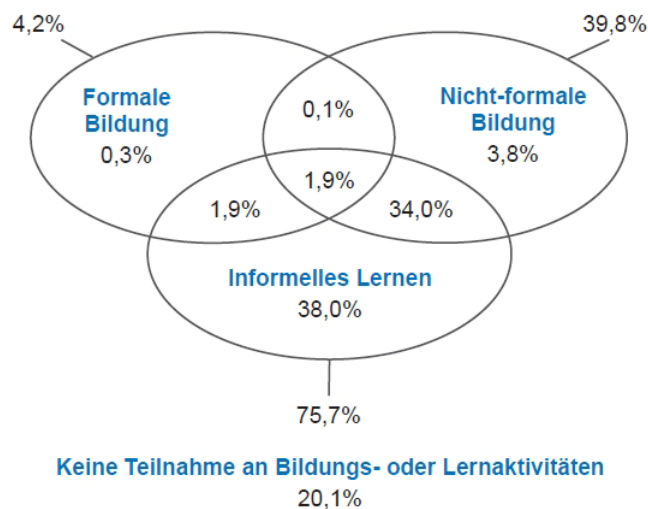 4,2%
39,8%
Formale
Bildung
0,3%
0,1%
Nicht-formale
Bildung
3,8%
1,9%
1,9%
34,0%
Informelles Lernen
38,0%
75,7%
Keine Teilnahme an Bildungs- oder Lernaktivitäten
20,1%